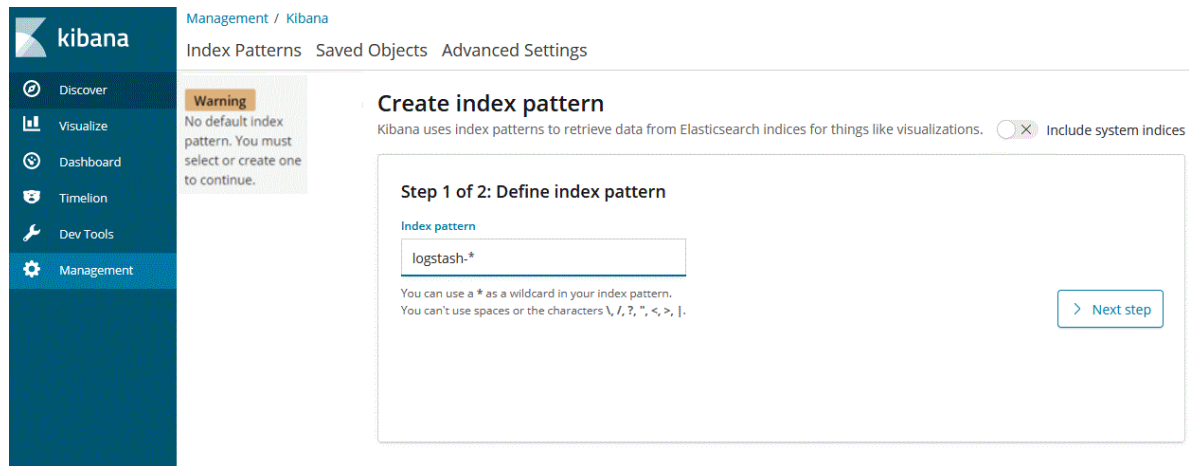 kibana
Discover
Visualize
Dashboard
Timelion
Dev Tools
Management
Management / Kibana
Index Patterns Saved Objects Advanced Settings
Warning
No default index
pattern. You must
select or create one
to continue.
Create index pattern
Kibana uses index patterns to retrieve data from Elasticsearch indices for things like visualizations.
Include system indices
Step 1 of 2: Define index pattern
Index pattern
logstash-*
You can use a * as a wildcard in your index pattern.
You can't use spaces or the characters \, /, ?, ", <, >, |.
Next step